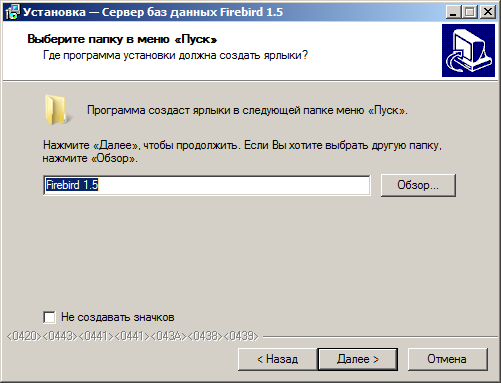 Установка — Сервер баз данных Firebird 1.5
Выберите папку в меню «Пуск»
Где программа установки должна создать ярлыки?
Программа создаст ярлыки в следующей папке меню «Пуск».
Нажмите «Далее», чтобы продолжить. Если Вы хотите выбрать другую папку,
нажмите «Обзор».
Firebird 1.5
Обзор...
Не создавать значков
<0420><0443><0441><0441><043A><0438><0439>
< Назад
Далее >
Отмена